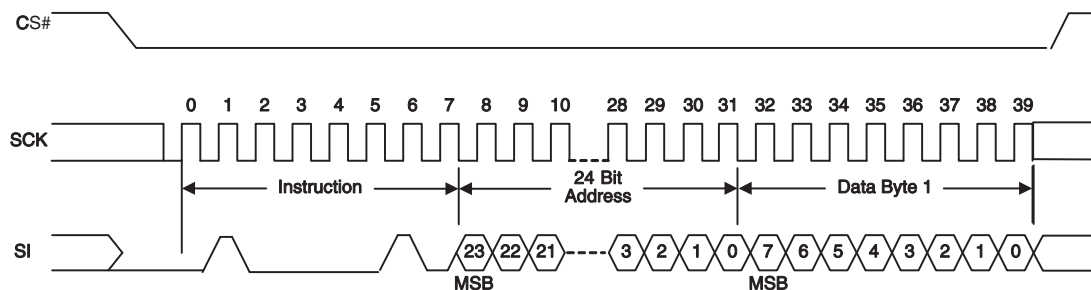 CS#
0 1 2 3 4 5 6 7 8 9 10 28 29 30 31 32 33 34 35 36 37 38 39
SCK
Instruction
24 Bit
Address
Data Byte 1
SI
23 22 21 3 2 1 0 7 6 5 4 3 2 1 0
MSB MSB